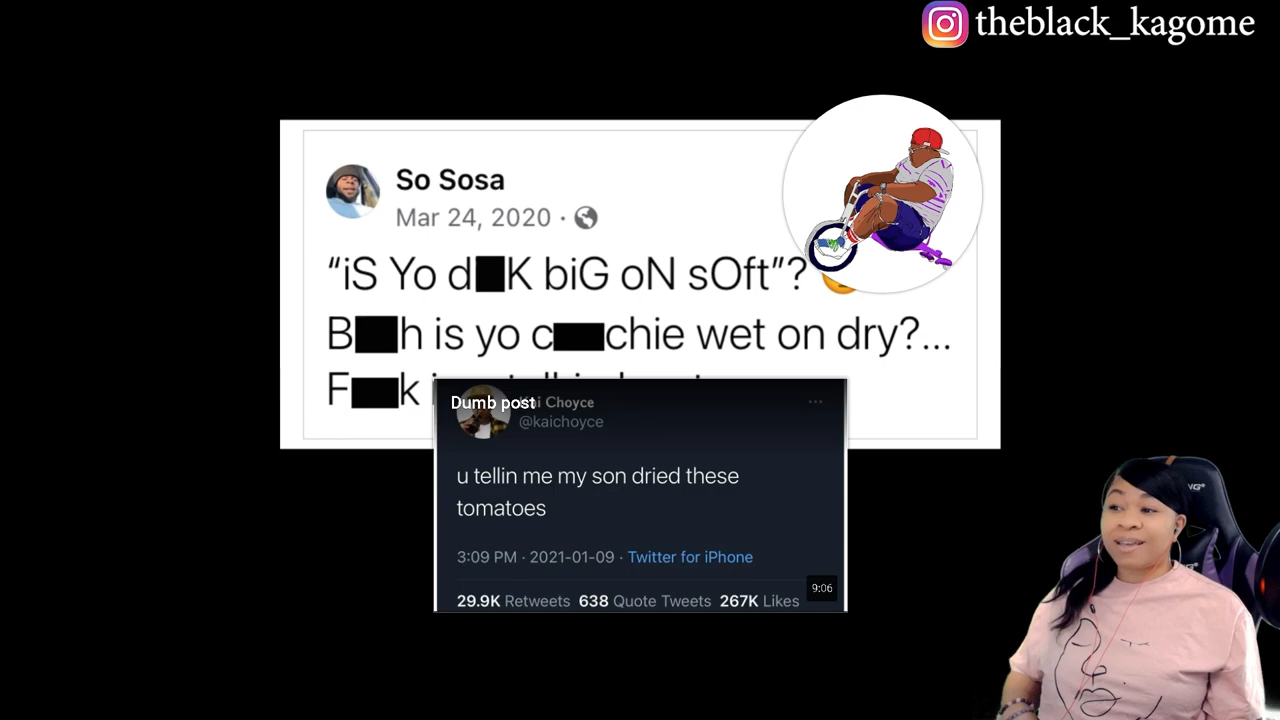 theblack_kagome
So Sosa
Mar 24, 2020 ·
“iS Yo d K biG oN sOft”?
B h is yo c chie wet on dry?...
F k
Dumb post
Choyce
@kaichoyce
u tellin me my son dried these
tomatoes
3:09 PM · 2021-01-09 · Twitter for iPhone
9:06
29.9K Retweets 638 Quote Tweets 267K Likes